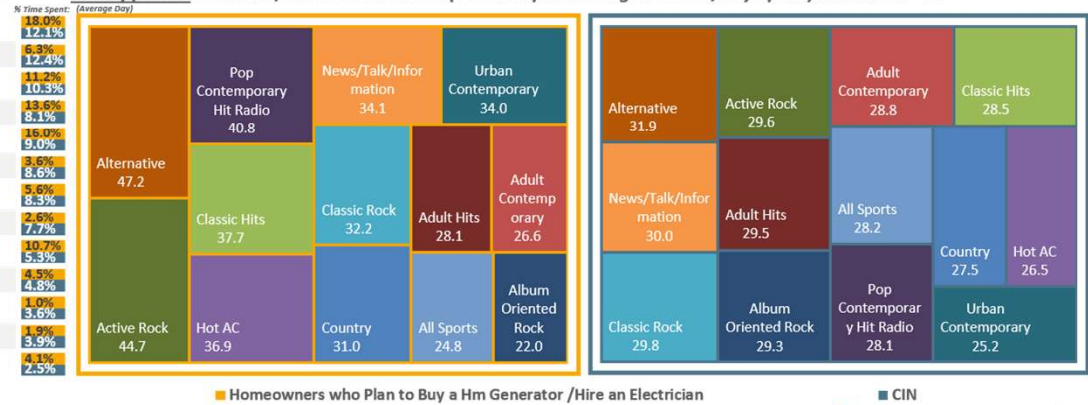 % Time Spent: (Average Day)
18.0%
12.1%
6.3%
12.4%
11.2%
10.3%
13.6%
8.1%
16.0%
9.0%
3.6%
8.6%
5.6%
8.3%
2.6%
7.7%
10.7%
5.3%
4.5%
4.8%
1.0%
3.6%
1.9%
3.9%
4.1%
2.5%
Alternative
47.2
Active Rock
44.7
Pop
Contemporary
Hit Radio
40.8
Classic Hits
37.7
Hot AC
36.9
News/Talk/Infor
mation
34.1
Urban
Contemporary
34.0
Classic Rock
32.2
Country
31.0
Adult Hits
28.1
Adult
Contemp
orary
26.6
All Sports
24.8
Album
Oriented
Rock
22.0
Alternative
31.9
News/Talk/Infor
mation
30.0
Classic Rock
29.8
Active Rock
29.6
Adult Hits
29.5
Album
Oriented Rock
29.3
Adult
Contemporary
28.8
Classic Hits
28.5
All Sports
28.2
Pop
Contemporar
y Hit Radio
28.1
Country
27.5
Hot AC
26.5
Urban
Contemporary
25.2
Homeowners who Plan to Buy a Hm Generator /Hire an Electrician
CIN